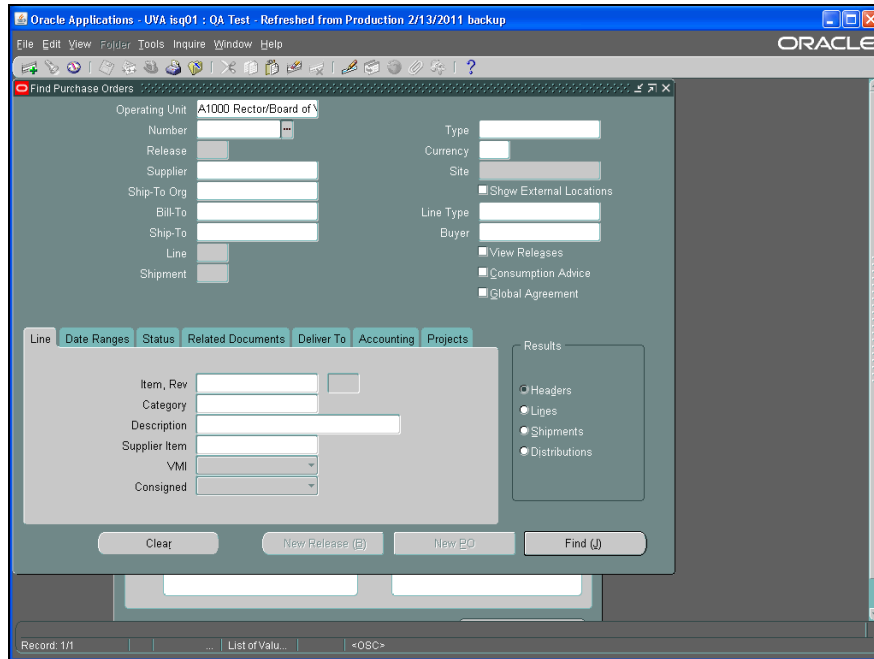 Oracle Applications - UVA isq01 : QA Test - Refreshed from Production 2/13/2011 backup
File Edit View Folder Tools Inquire Window Help
ORACLE
Find Purchase Orders
Operating Unit A1000 Rector/Board of V
Number ... Type
Release Currency
Supplier Site
Ship-To Org Show External Locations
Bill-To Line Type
Ship-To Buyer
Line View Releases
Shipment Consumption Advice
Global Agreement
Line Date Ranges Status Related Documents Deliver To Accounting Projects
Results
Item, Rev
Headers
Category
Lines
Description
Shipments
Supplier Item
Distributions
VMI
Consigned
Clear New Release (B) New PO Find (J)
Record: 1/1 ... List of Valu... <OSC>